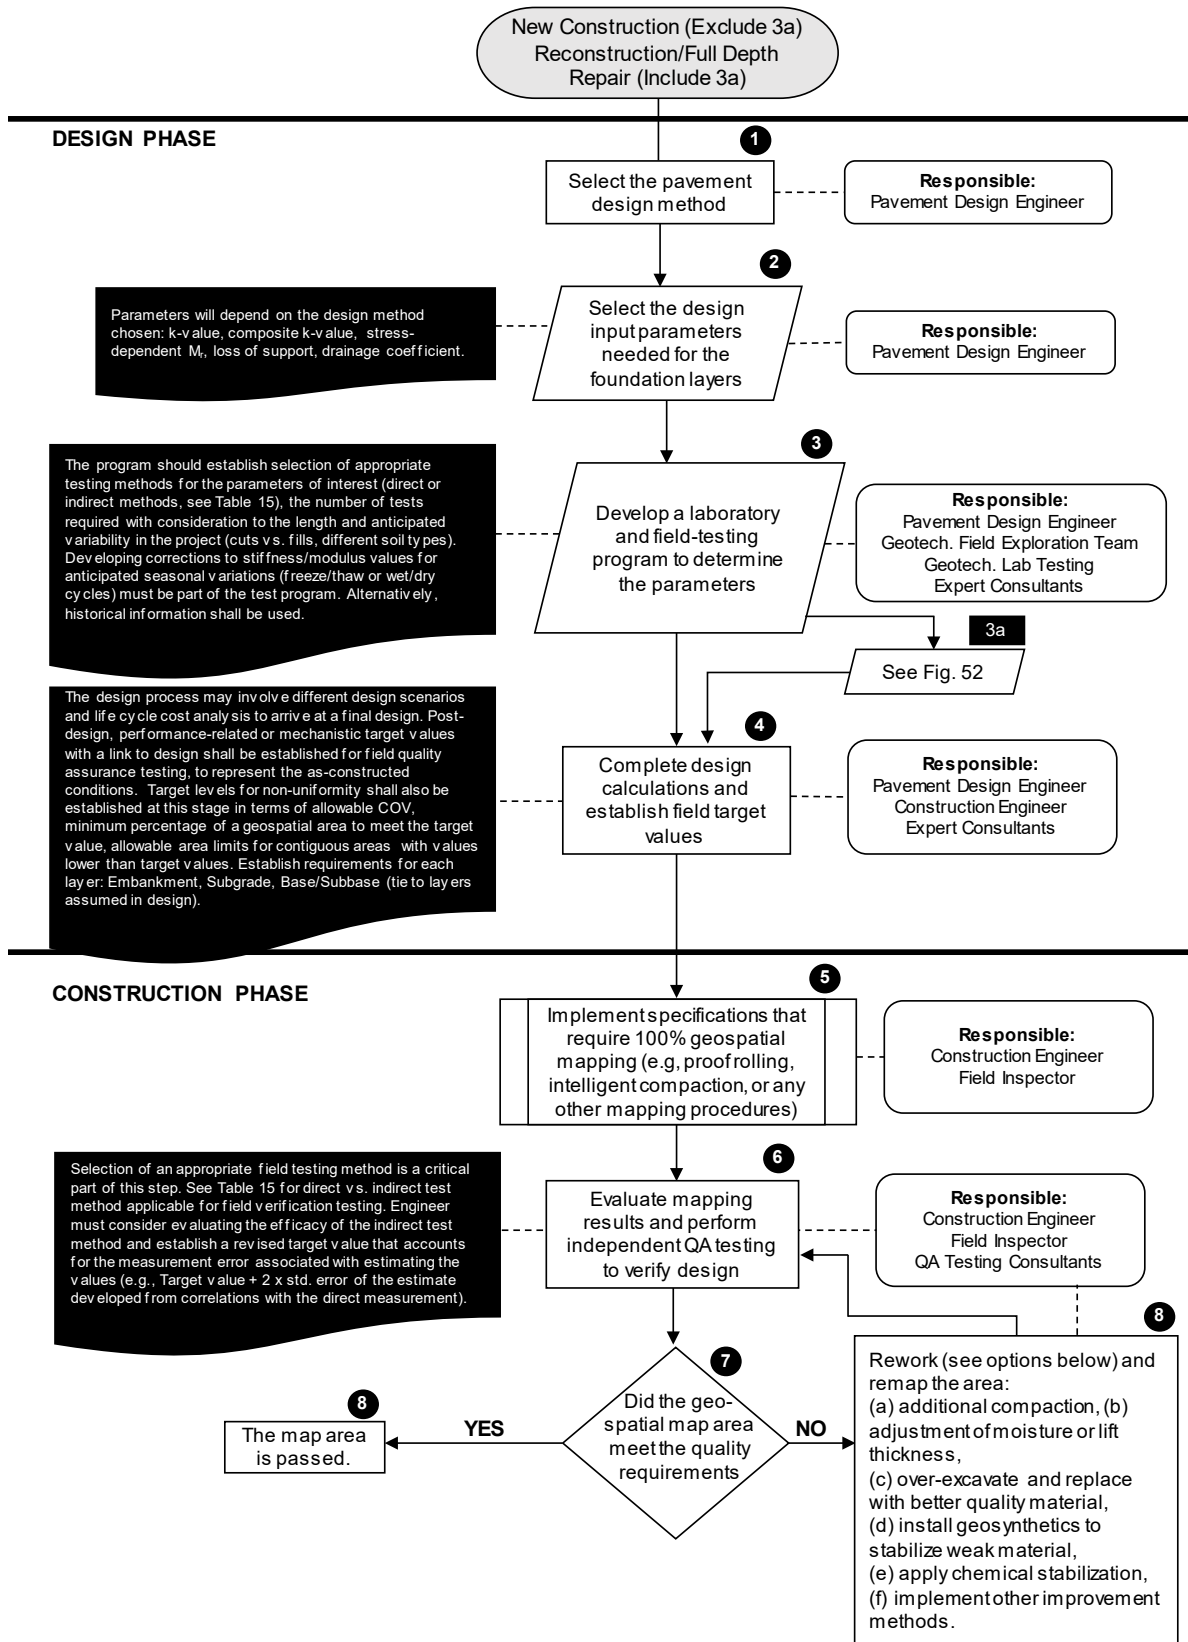 New Construction (Exclude 3a)
Reconstruction/Full Depth
Repair (Include 3a)
DESIGN PHASE
1
Select the pavement
design method
Responsible:
Pavement Design Engineer
2
Parameters will depend on the design method
chosen: k-value, composite k-value, stress-
dependent Mr, loss of support, drainage coefficient.
Select the design
input parameters
needed for the
foundation layers
Responsible:
Pavement Design Engineer
3
The program should establish selection of appropriate
testing methods for the parameters of interest (direct or
indirect methods, see Table 15), the number of tests
required with consideration to the length and anticipated
variability in the project (cuts vs. fills, different soil types).
Developing corrections to stiffness/modulus values for
anticipated seasonal variations (freeze/thaw or wet/dry
cycles) must be part of the test program. Alternatively,
historical information shall be used.
Develop a laboratory
and field-testing
program to determine
the parameters
Responsible:
Pavement Design Engineer
Geotech. Field Exploration Team
Geotech. Lab Testing
Expert Consultants
3a
See Fig. 52
The design process may involve different design scenarios
and life cycle cost analysis to arrive at a final design. Post-
design, performance-related or mechanistic target values
with a link to design shall be established for field quality
assurance testing, to represent the as-constructed
conditions. Target levels for non-uniformity shall also be
established at this stage in terms of allowable COV,
minimum percentage of a geospatial area to meet the target
value, allowable area limits for contiguous areas with values
lower than target values. Establish requirements for each
layer: Embankment, Subgrade, Base/Subbase (tie to layers
assumed in design).
4
Complete design
calculations and
establish field target
values
Responsible:
Pavement Design Engineer
Construction Engineer
Expert Consultants
CONSTRUCTION PHASE
5
Implement specifications that
require 100% geospatial
mapping (e.g, proof rolling,
intelligent compaction, or any
other mapping procedures)
Responsible:
Construction Engineer
Field Inspector
6
Selection of an appropriate field testing method is a critical
part of this step. See Table 15 for direct vs. indirect test
method applicable for field verification testing. Engineer
must consider evaluating the efficacy of the indirect test
method and establish a revised target value that accounts
for the measurement error associated with estimating the
values (e.g., Target value + 2 x std. error of the estimate
developed from correlations with the direct measurement).
Evaluate mapping
results and perform
independent QA testing
to verify design
Responsible:
Construction Engineer
Field Inspector
QA Testing Consultants
7
Did the geo-
spatial map area
meet the quality
requirements
YES
NO
8
The map area
is passed.
8
Rework (see options below) and
remap the area:
(a) additional compaction, (b)
adjustment of moisture or lift
thickness,
(c) over-excavate and replace
with better quality material,
(d) install geosynthetics to
stabilize weak material,
(e) apply chemical stabilization,
(f) implement other improvement
methods.